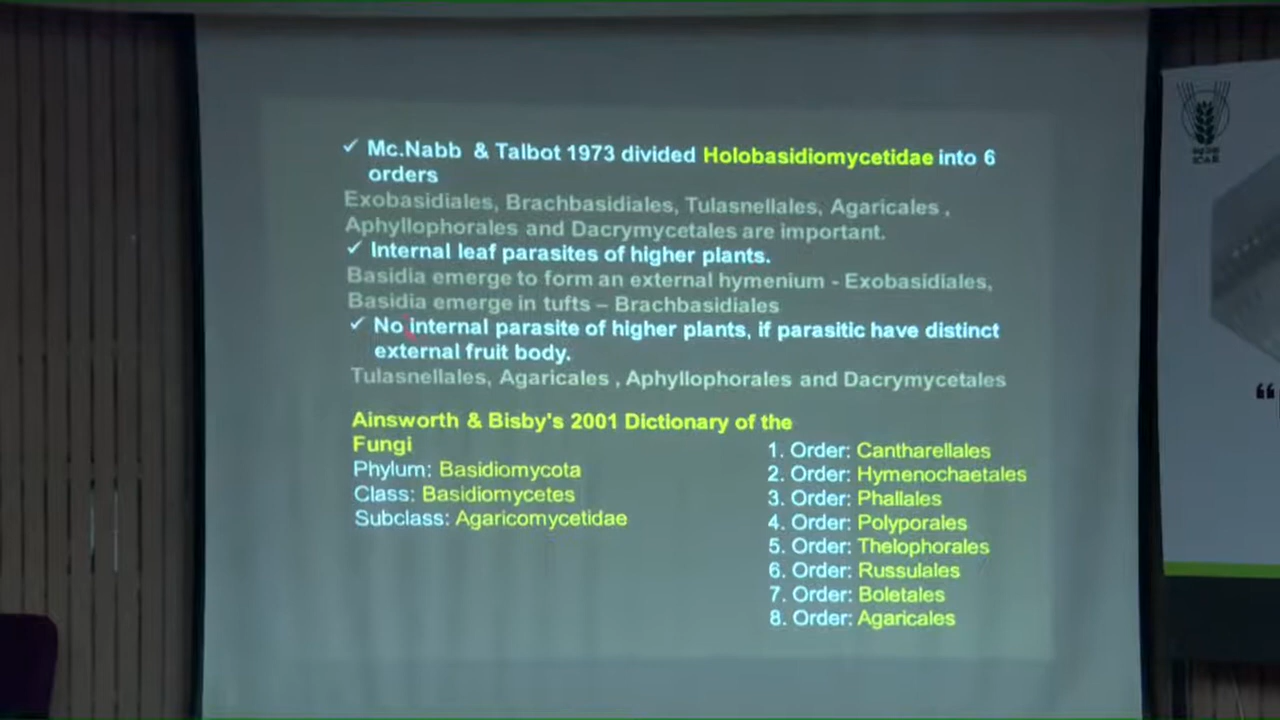 ✓ Mc.Nabb & Talbot 1973 divided Holobasidiomycetidae into 6
orders
Exobasidiales, Brachbasidiales, Tulasnellales, Agaricales ,
Aphyllophorales and Dacrymycetales are important.
✓ Internal leaf parasites of higher plants.
Basidia emerge to form an external hymenium - Exobasidiales,
Basidia emerge in tufts – Brachbasidiales
✓ No internal parasite of higher plants, if parasitic have distinct
external fruit body.
Tulasnellales, Agaricales , Aphyllophorales and Dacrymycetales
Ainsworth & Bisby's 2001 Dictionary of the
Fungi
Phylum: Basidiomycota
Class: Basidiomycetes
Subclass: Agaricomycetidae
1. Order: Cantharellales
2. Order: Hymenochaetales
3. Order: Phallales
4. Order: Polyporales
5. Order: Thelophorales
6. Order: Russulales
7. Order: Boletales
8. Order: Agaricales
ICAR
“